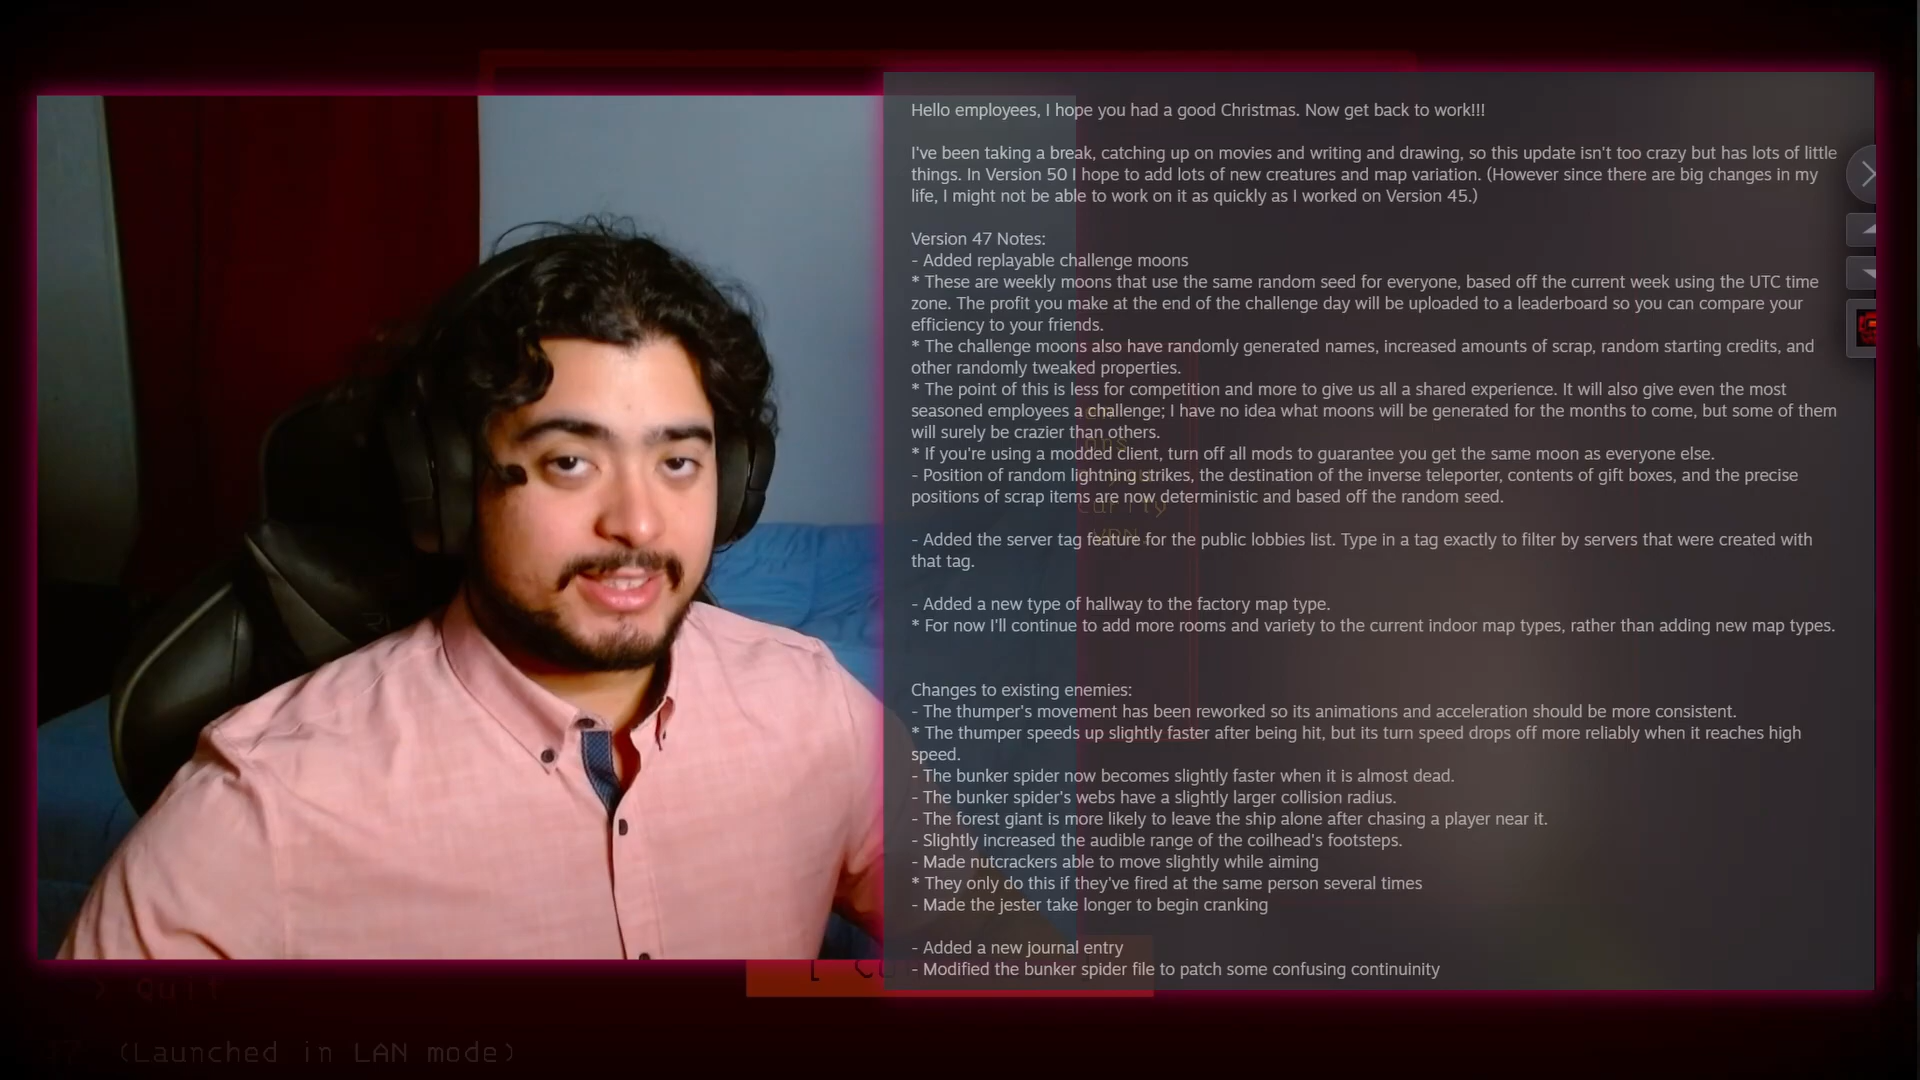 Hello employees, I hope you had a good Christmas. Now get back to work!!!
I've been taking a break, catching up on movies and writing and drawing, so this update isn't too crazy but has lots of little
things. In Version 50 I hope to add lots of new creatures and map variation. (However since there are big changes in my
life, I might not be able to work on it as quickly as I worked on Version 45.)
Version 47 Notes:
- Added replayable challenge moons
* These are weekly moons that use the same random seed for everyone, based off the current week using the UTC time
zone. The profit you make at the end of the challenge day will be uploaded to a leaderboard so you can compare your
efficiency to your friends.
* The challenge moons also have randomly generated names, increased amounts of scrap, random starting credits, and
other randomly tweaked properties.
* The point of this is less for competition and more to give us all a shared experience. It will also give even the most
seasoned employees a challenge; I have no idea what moons will be generated for the months to come, but some of them
will surely be crazier than others.
* If you're using a modded client, turn off all mods to guarantee you get the same moon as everyone else.
- Position of random lightning strikes, the destination of the inverse teleporter, contents of gift boxes, and the precise
positions of scrap items are now deterministic and based off the random seed.
- Added the server tag feature for the public lobbies list. Type in a tag exactly to filter by servers that were created with
that tag.
- Added a new type of hallway to the factory map type.
* For now I'll continue to add more rooms and variety to the current indoor map types, rather than adding new map types.
Changes to existing enemies:
- The thumper's movement has been reworked so its animations and acceleration should be more consistent.
* The thumper speeds up slightly faster after being hit, but its turn speed drops off more reliably when it reaches high
speed.
- The bunker spider now becomes slightly faster when it is almost dead.
- The bunker spider's webs have a slightly larger collision radius.
- The forest giant is more likely to leave the ship alone after chasing a player near it.
- Slightly increased the audible range of the coilhead's footsteps.
- Made nutcrackers able to move slightly while aiming
* They only do this if they've fired at the same person several times
- Made the jester take longer to begin cranking
- Added a new journal entry
- Modified the bunker spider file to patch some confusing continuinity
> Quit
(Launched in LAN mode)